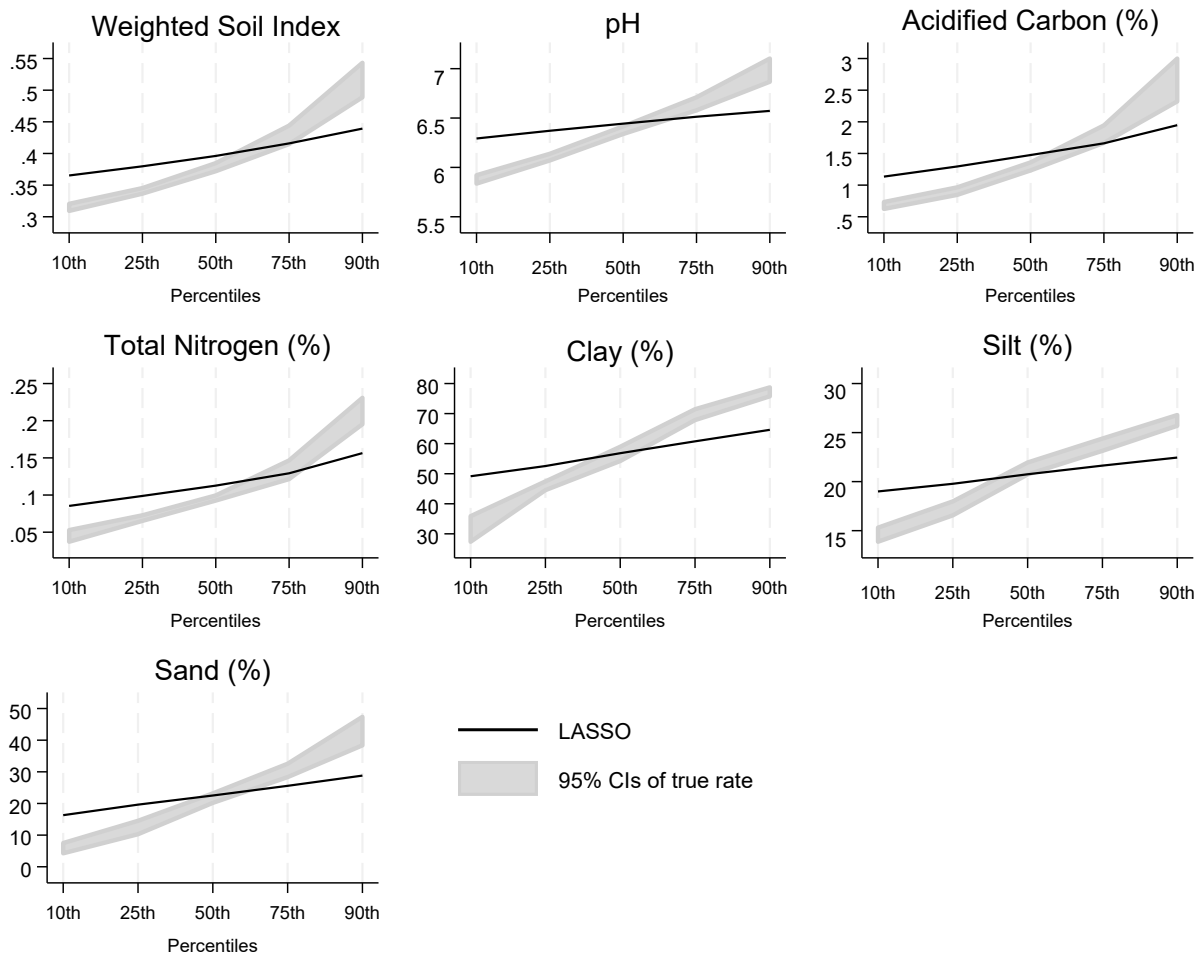 Weighted Soil Index
.55
.5
.45
.4
.35
.3
10th 25th 50th 75th 90th
Percentiles
pH
7
6.5
6
5.5
10th 25th 50th 75th 90th
Percentiles
Acidified Carbon (%)
3
2.5
2
1.5
1
.5
10th 25th 50th 75th 90th
Percentiles
Total Nitrogen (%)
.25
.2
.15
.1
.05
10th 25th 50th 75th 90th
Percentiles
Clay (%)
80
70
60
50
40
30
10th 25th 50th 75th 90th
Percentiles
Silt (%)
30
25
20
15
10th 25th 50th 75th 90th
Percentiles
Sand (%)
50
40
30
20
10
0
10th 25th 50th 75th 90th
Percentiles
LASSO
95% CIs of true rate